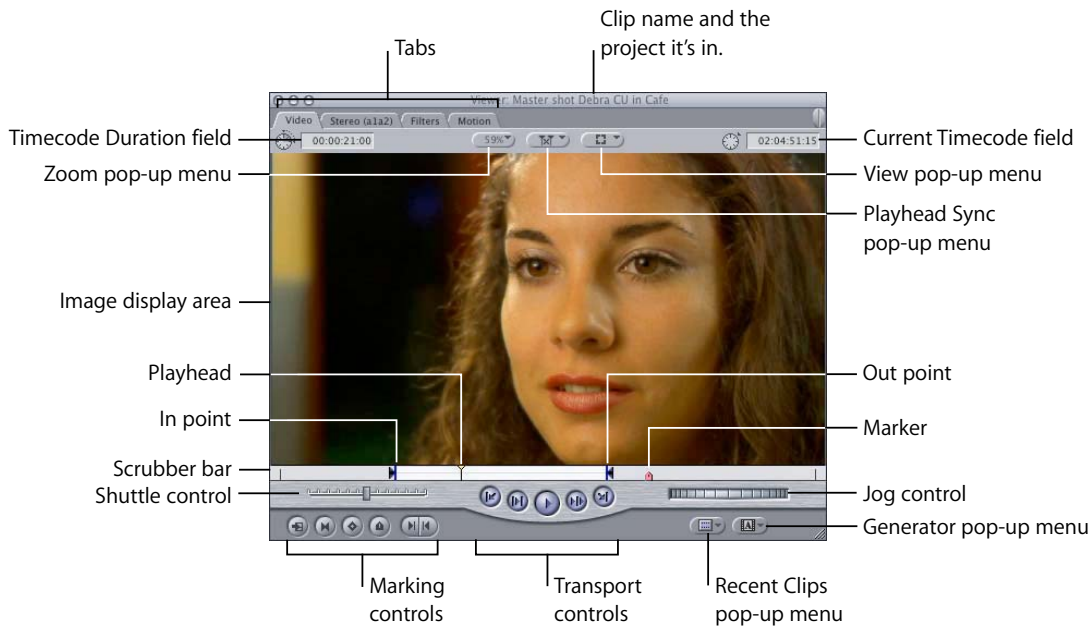 Clip name and the
project it's in.
Tabs
Viewer: Master shot Debra CU in Cafe
Video
Stereo (a1a2)
Filters
Motion
Timecode Duration field
00:00:21:00
59%
02:04:51:15
Current Timecode field
Zoom pop-up menu
View pop-up menu
Playhead Sync
pop-up menu
Image display area
Playhead
Out point
In point
Marker
Scrubber bar
Shuttle control
Jog control
A
Generator pop-up menu
Marking
controls
Transport
controls
Recent Clips
pop-up menu